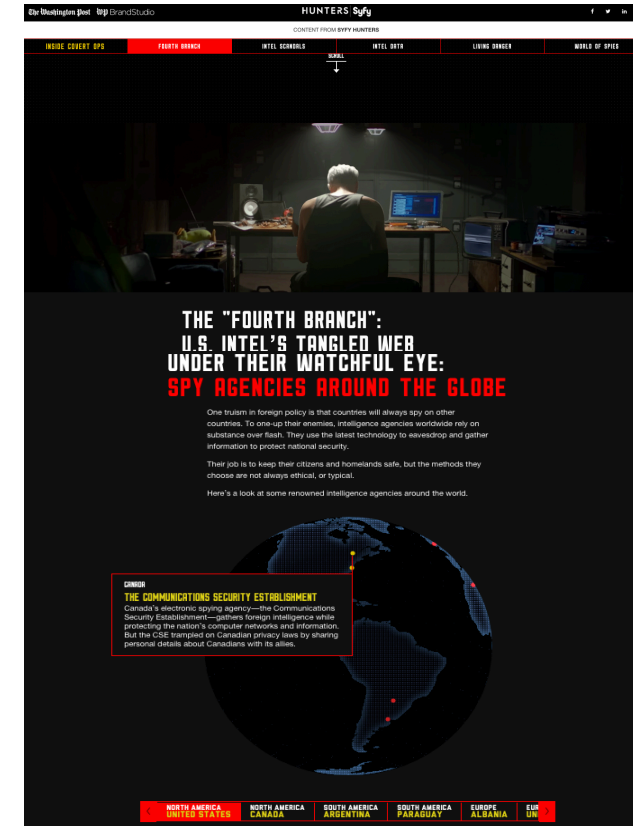 The Washington Post WP BrandStudio
HUNTERS Syfy
CONTENT FROM SYFY HUNTERS
INSIDE COVERT OPS
FOURTH BRANCH
INTEL SCANDALS
INTEL DATA
LIVING DANGER
WORLD OF SPIES
SCROLL
THE "FOURTH BRANCH":
U.S. INTEL'S TANGLED WEB
UNDER THEIR WATCHFUL EYE:
SPY AGENCIES AROUND THE GLOBE
One truism in foreign policy is that countries will always spy on other
countries. To one-up their enemies, intelligence agencies worldwide rely on
substance over flash. They use the latest technology to eavesdrop and gather
information to protect national security.
Their job is to keep their citizens and homelands safe, but the methods they
choose are not always ethical, or typical.
Here's a look at some renowned intelligence agencies around the world.
CANADA
THE COMMUNICATIONS SECURITY ESTABLISHMENT
Canada's electronic spying agency—the Communications
Security Establishment—gathers foreign intelligence while
protecting the nation's computer networks and information.
But the CSE trampled on Canadian privacy laws by sharing
personal details about Canadians with its allies.
NORTH AMERICA
UNITED STATES
NORTH AMERICA
CANADA
SOUTH AMERICA
ARGENTINA
SOUTH AMERICA
PARAGUAY
EUROPE
ALBANIA
EUR
UN